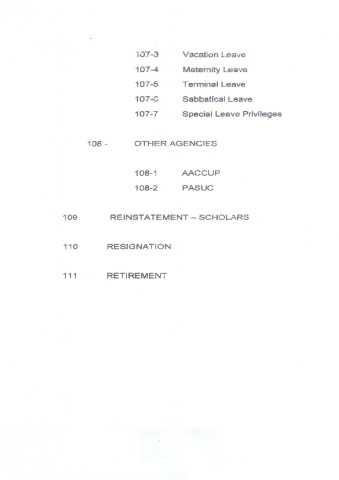 107-3 Vacation Leave
107-4 Maternity Leave
107-5 Terminal Leave
107-6 Sabbatical Leave
107-7 Special Leave Privileges
108 - OTHER AGENCIES
108-1 AACCUP
108-2 PASUC
109 REINSTATEMENT – SCHOLARS
110 RESIGNATION
111 RETIREMENT